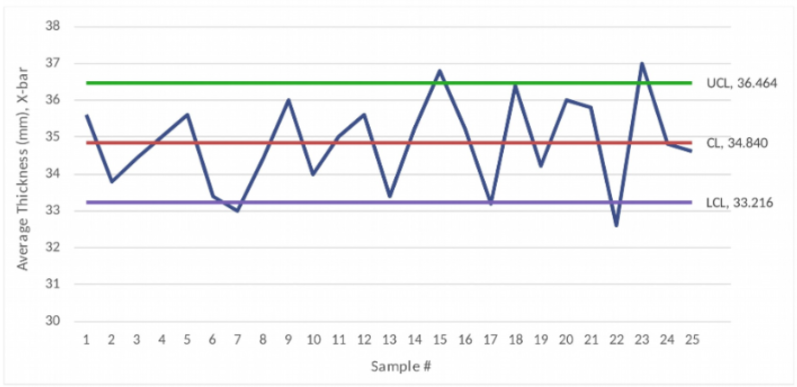 38
37
36
35
34
33
32
31
30
Average Thickness (mm), X-bar
UCL, 36.464
CL, 34.840
LCL, 33.216
1 2 3 4 5 6 7 8 9 10 11 12 13 14 15 16 17 18 19 20 21 22 23 24 25
Sample #